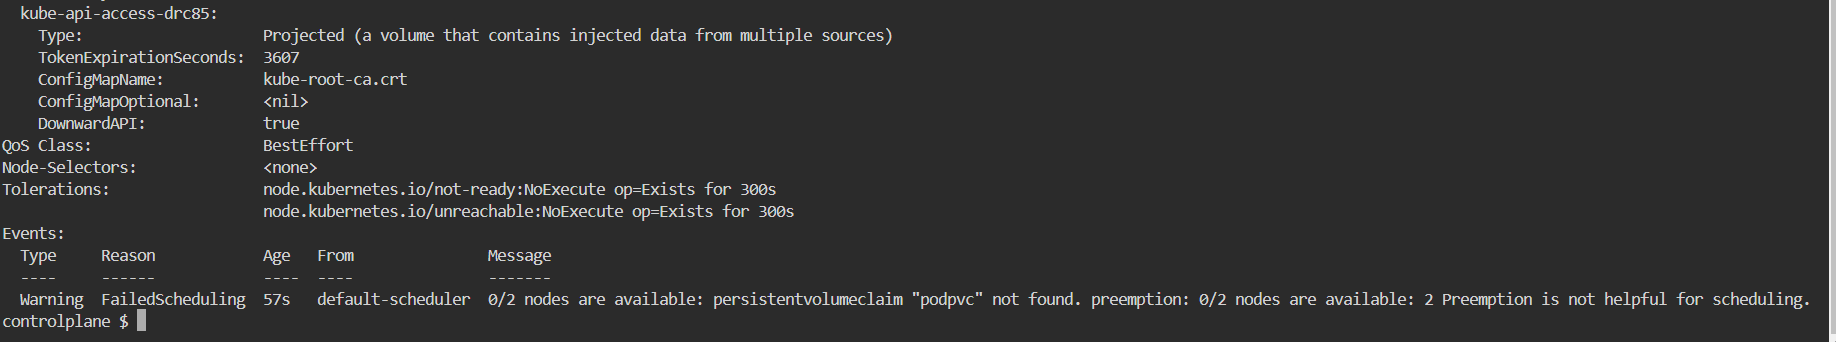 kube-api-access-drc85:
Type: Projected (a volume that contains injected data from multiple sources)
TokenExpirationSeconds: 3607
ConfigMapName: kube-root-ca.crt
ConfigMapOptional: <nil>
DownwardAPI: true
QoS Class: BestEffort
Node-Selectors: <none>
Tolerations: node.kubernetes.io/not-ready:NoExecute op=Exists for 300s
node.kubernetes.io/unreachable:NoExecute op=Exists for 300s
Events:
Type Reason Age From Message
---- ------ ---- ---- -------
Warning FailedScheduling 57s default-scheduler 0/2 nodes are available: persistentvolumeclaim "podpvc" not found. preemption: 0/2 nodes are available: 2 Preemption is not helpful for scheduling.
controlplane $